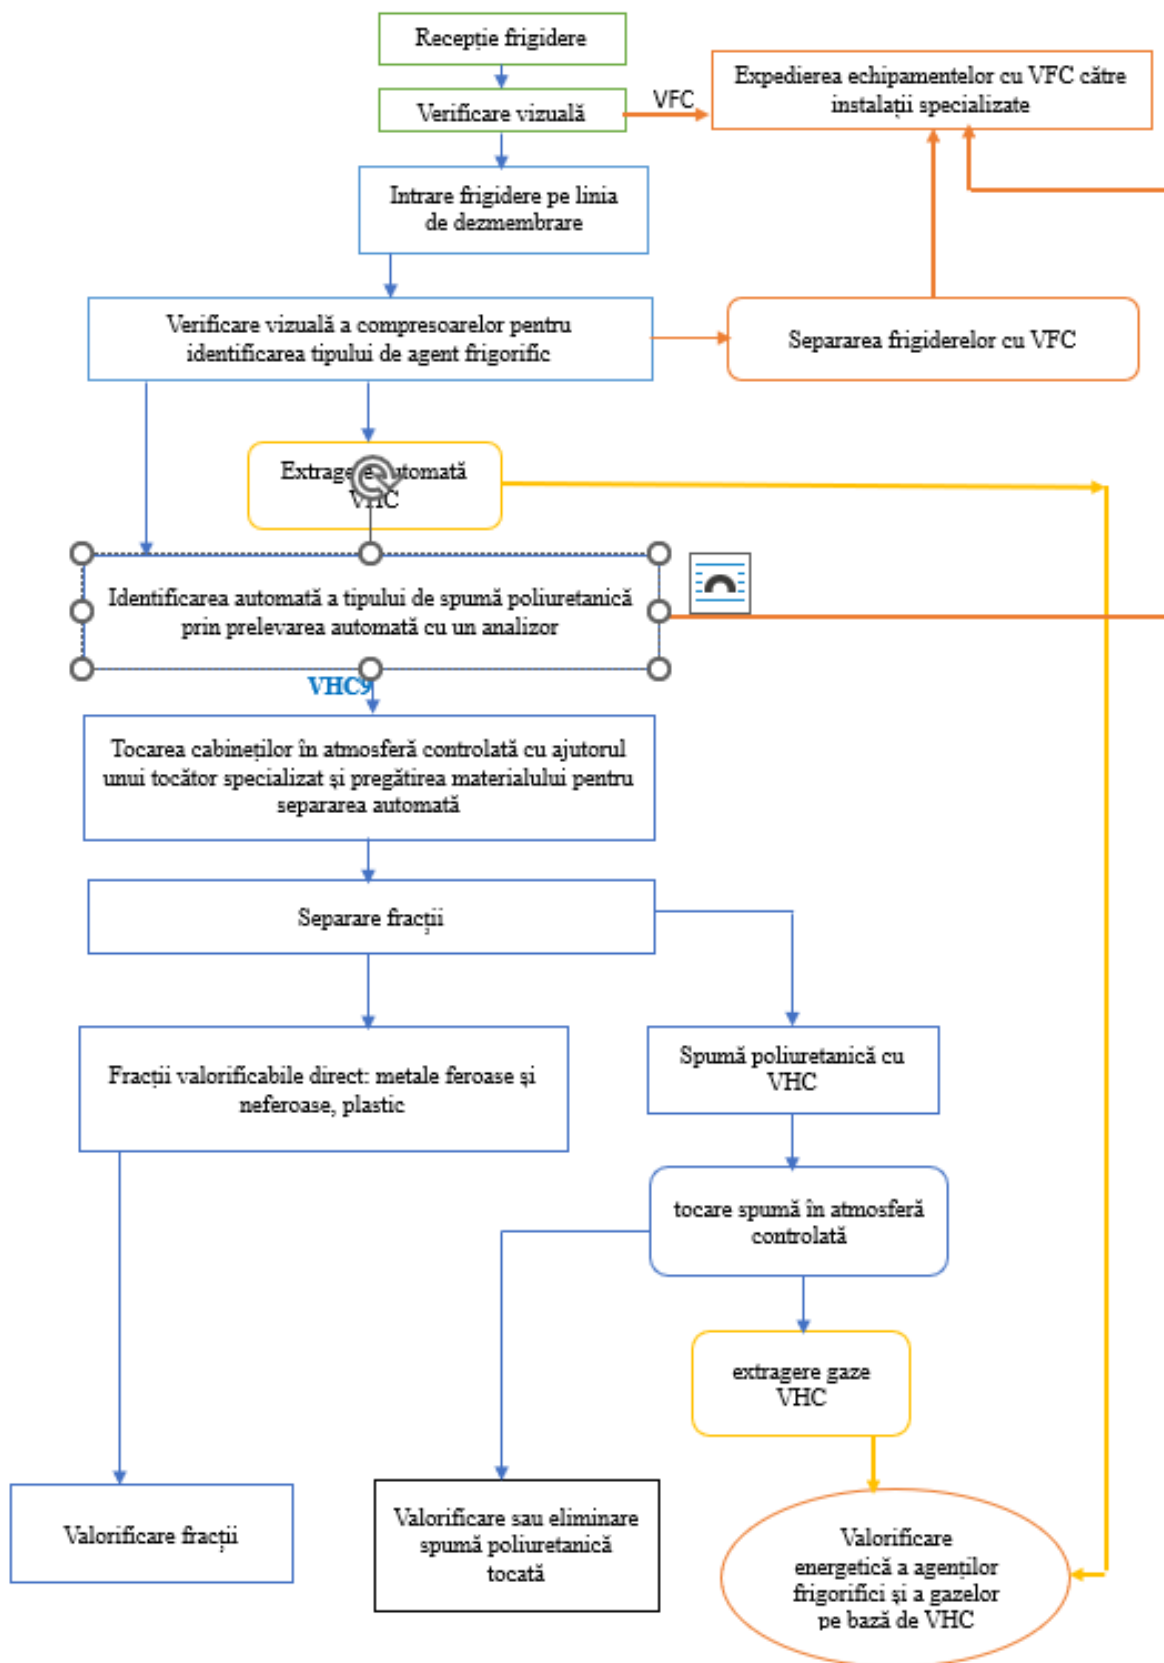 Recepție frigidere
Verificare vizuală
VFC
Expedierea echipamentelor cu VFC către
instalații specializate
Intrare frigidere pe linia
de dezmembrare
Verificare vizuală a compresoarelor pentru
identificarea tipului de agent frigorific
Separarea frigiderelor cu VFC
Extragere automată
VHC
Identificarea automată a tipului de spumă poliuretanică
prin prelevarea automată cu un analizor
VHC9
Tocarea cabineților în atmosferă controlată cu ajutorul
unui tocător specializat și pregătirea materialului pentru
separarea automată
Separare fracții
Fracții valorificabile direct: metale feroase și
neferoase, plastic
Spumă poliuretanică cu
VHC
tocare spumă în atmosferă
controlată
extragere gaze
VHC
Valorificare fracții
Valorificare sau eliminare
spumă poliuretanică
tocată
Valorificare
energetică a agenților
frigorifici și a gazelor
pe bază de VHC